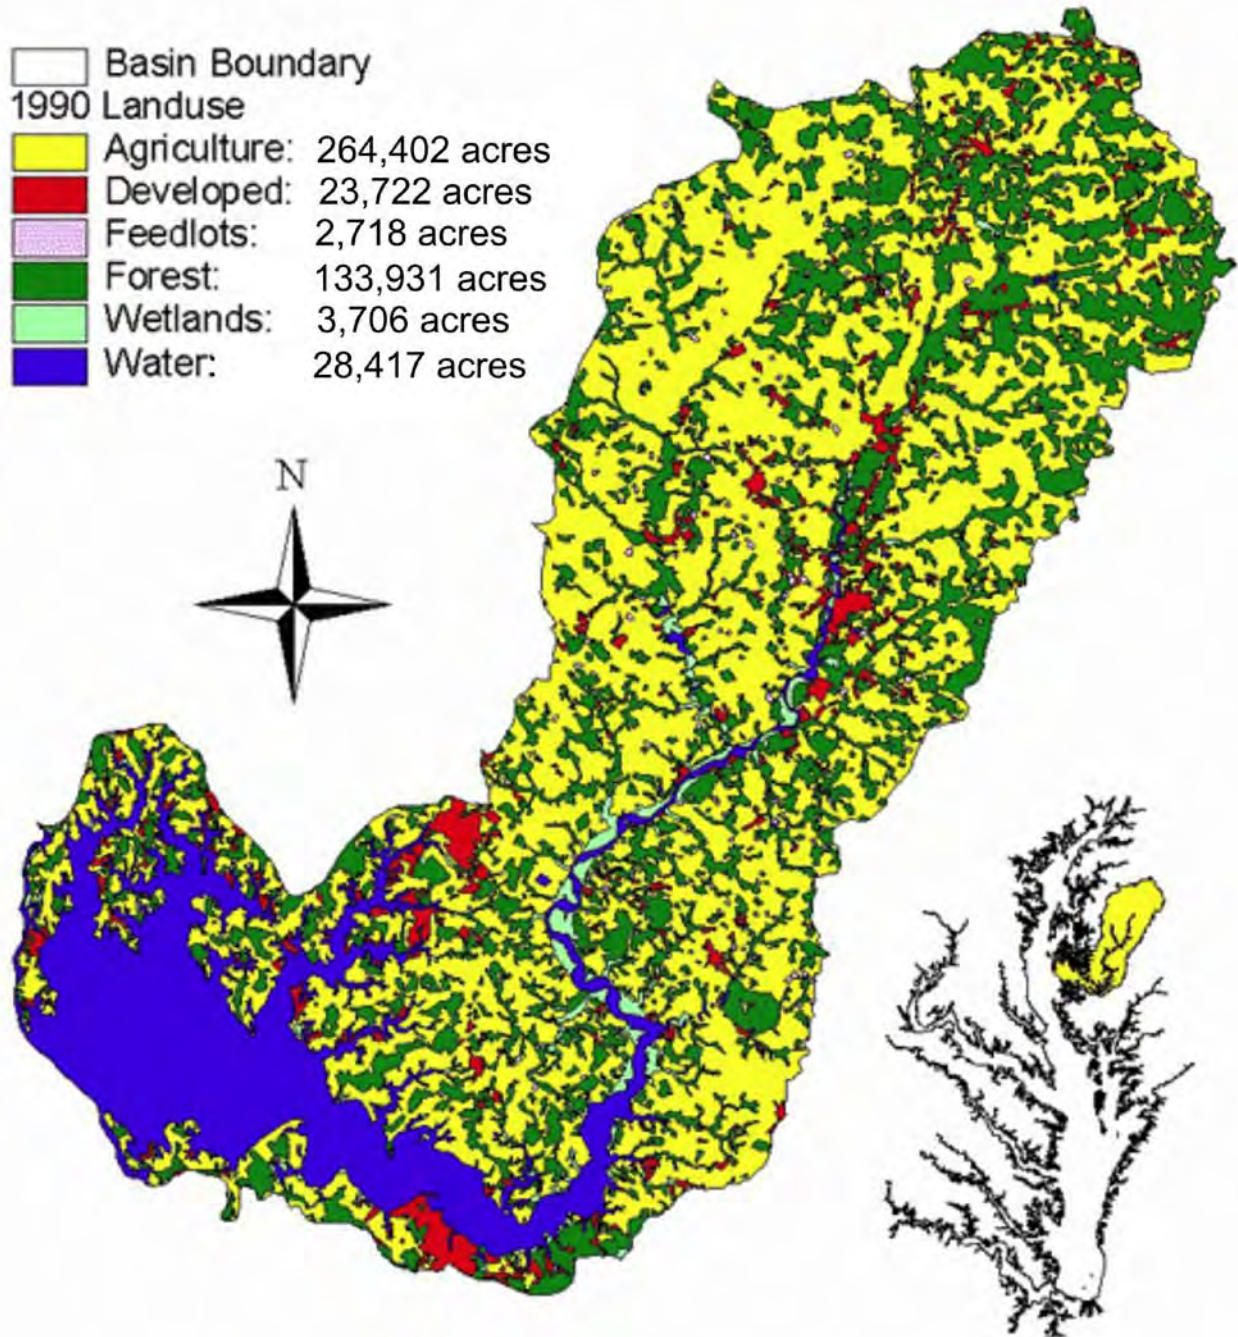 Basin Boundary
1990 Landuse
Agriculture: 264,402 acres
Developed: 23,722 acres
Feedlots: 2,718 acres
Forest: 133,931 acres
Wetlands: 3,706 acres
Water: 28,417 acres
N